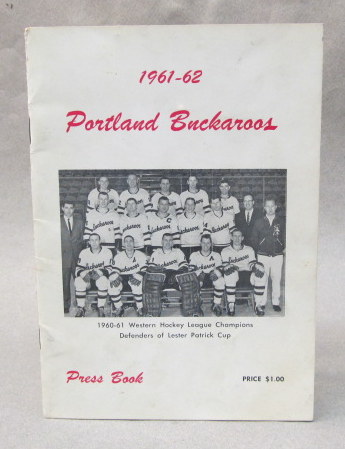 1961-62
Portland Buckaroos
1960-61 Western Hockey League Champions
Defenders of Lester Patrick Cup
Press Book
PRICE $1.00